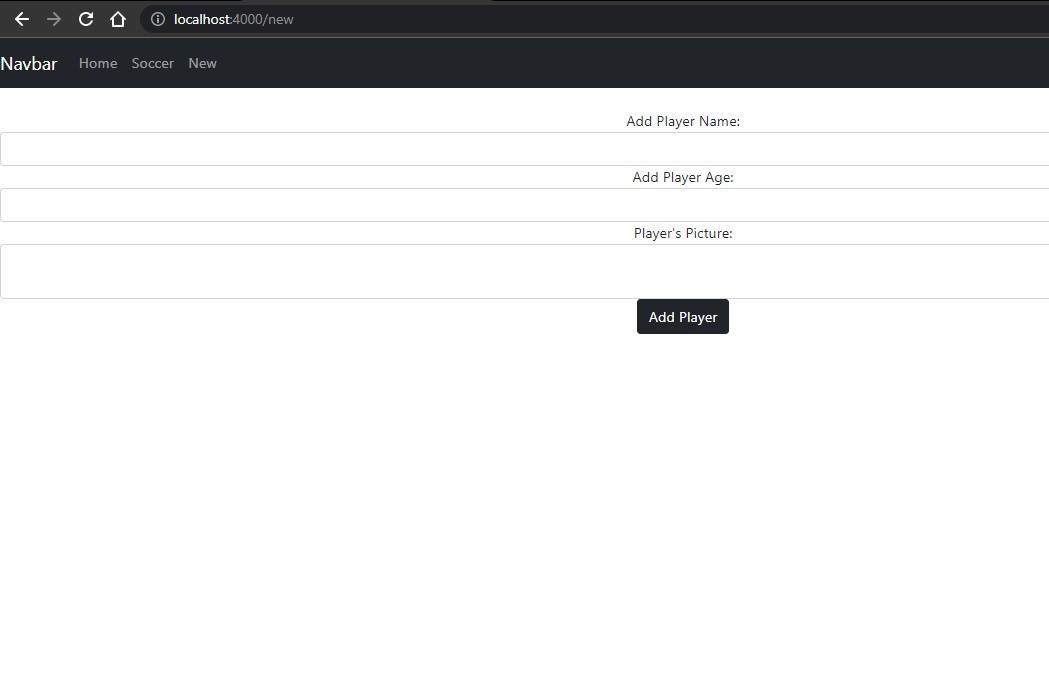 localhost:4000/new
Navbar Home Soccer New
Add Player Name:
Add Player Age:
Player's Picture:
Add Player